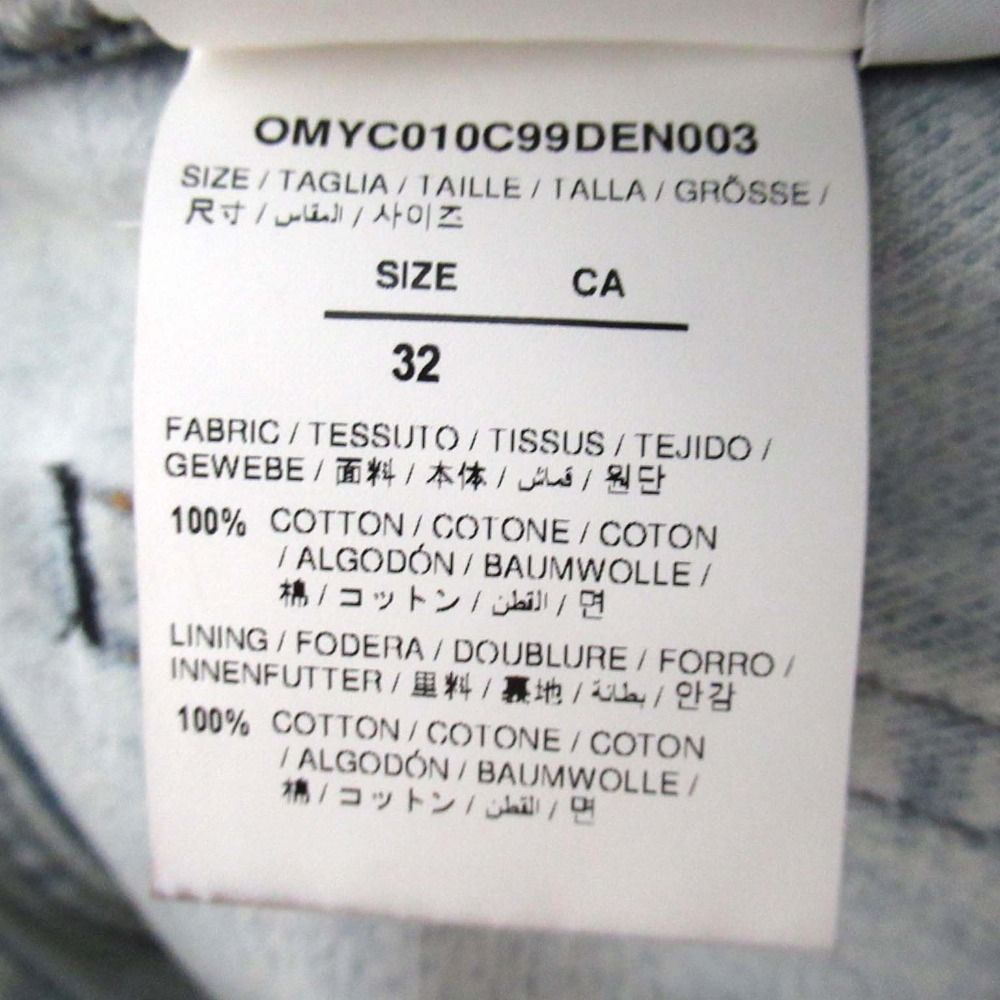 OMYC010C99DEN003
SIZE / TAGLIA / TAILLE / TALLA / GRÖSSE /
尺寸 / المقاس / 사이즈
SIZE CA
32
FABRIC / TESSUTO / TISSUS / TEJIDO /
GEWEBE / 面料 / 本体 / قماش / 원단
100% COTTON / COTONE / COTON
/ ALGODÓN / BAUMWOLLE /
棉 / コットン / القطن / 면
LINING / FODERA / DOUBLURE / FORRO /
INNENFUTTER / 里料 / 裏地 / بطانة / 안감
100% COTTON / COTONE / COTON
/ ALGODÓN / BAUMWOLLE /
棉 / コットン / القطن / 면